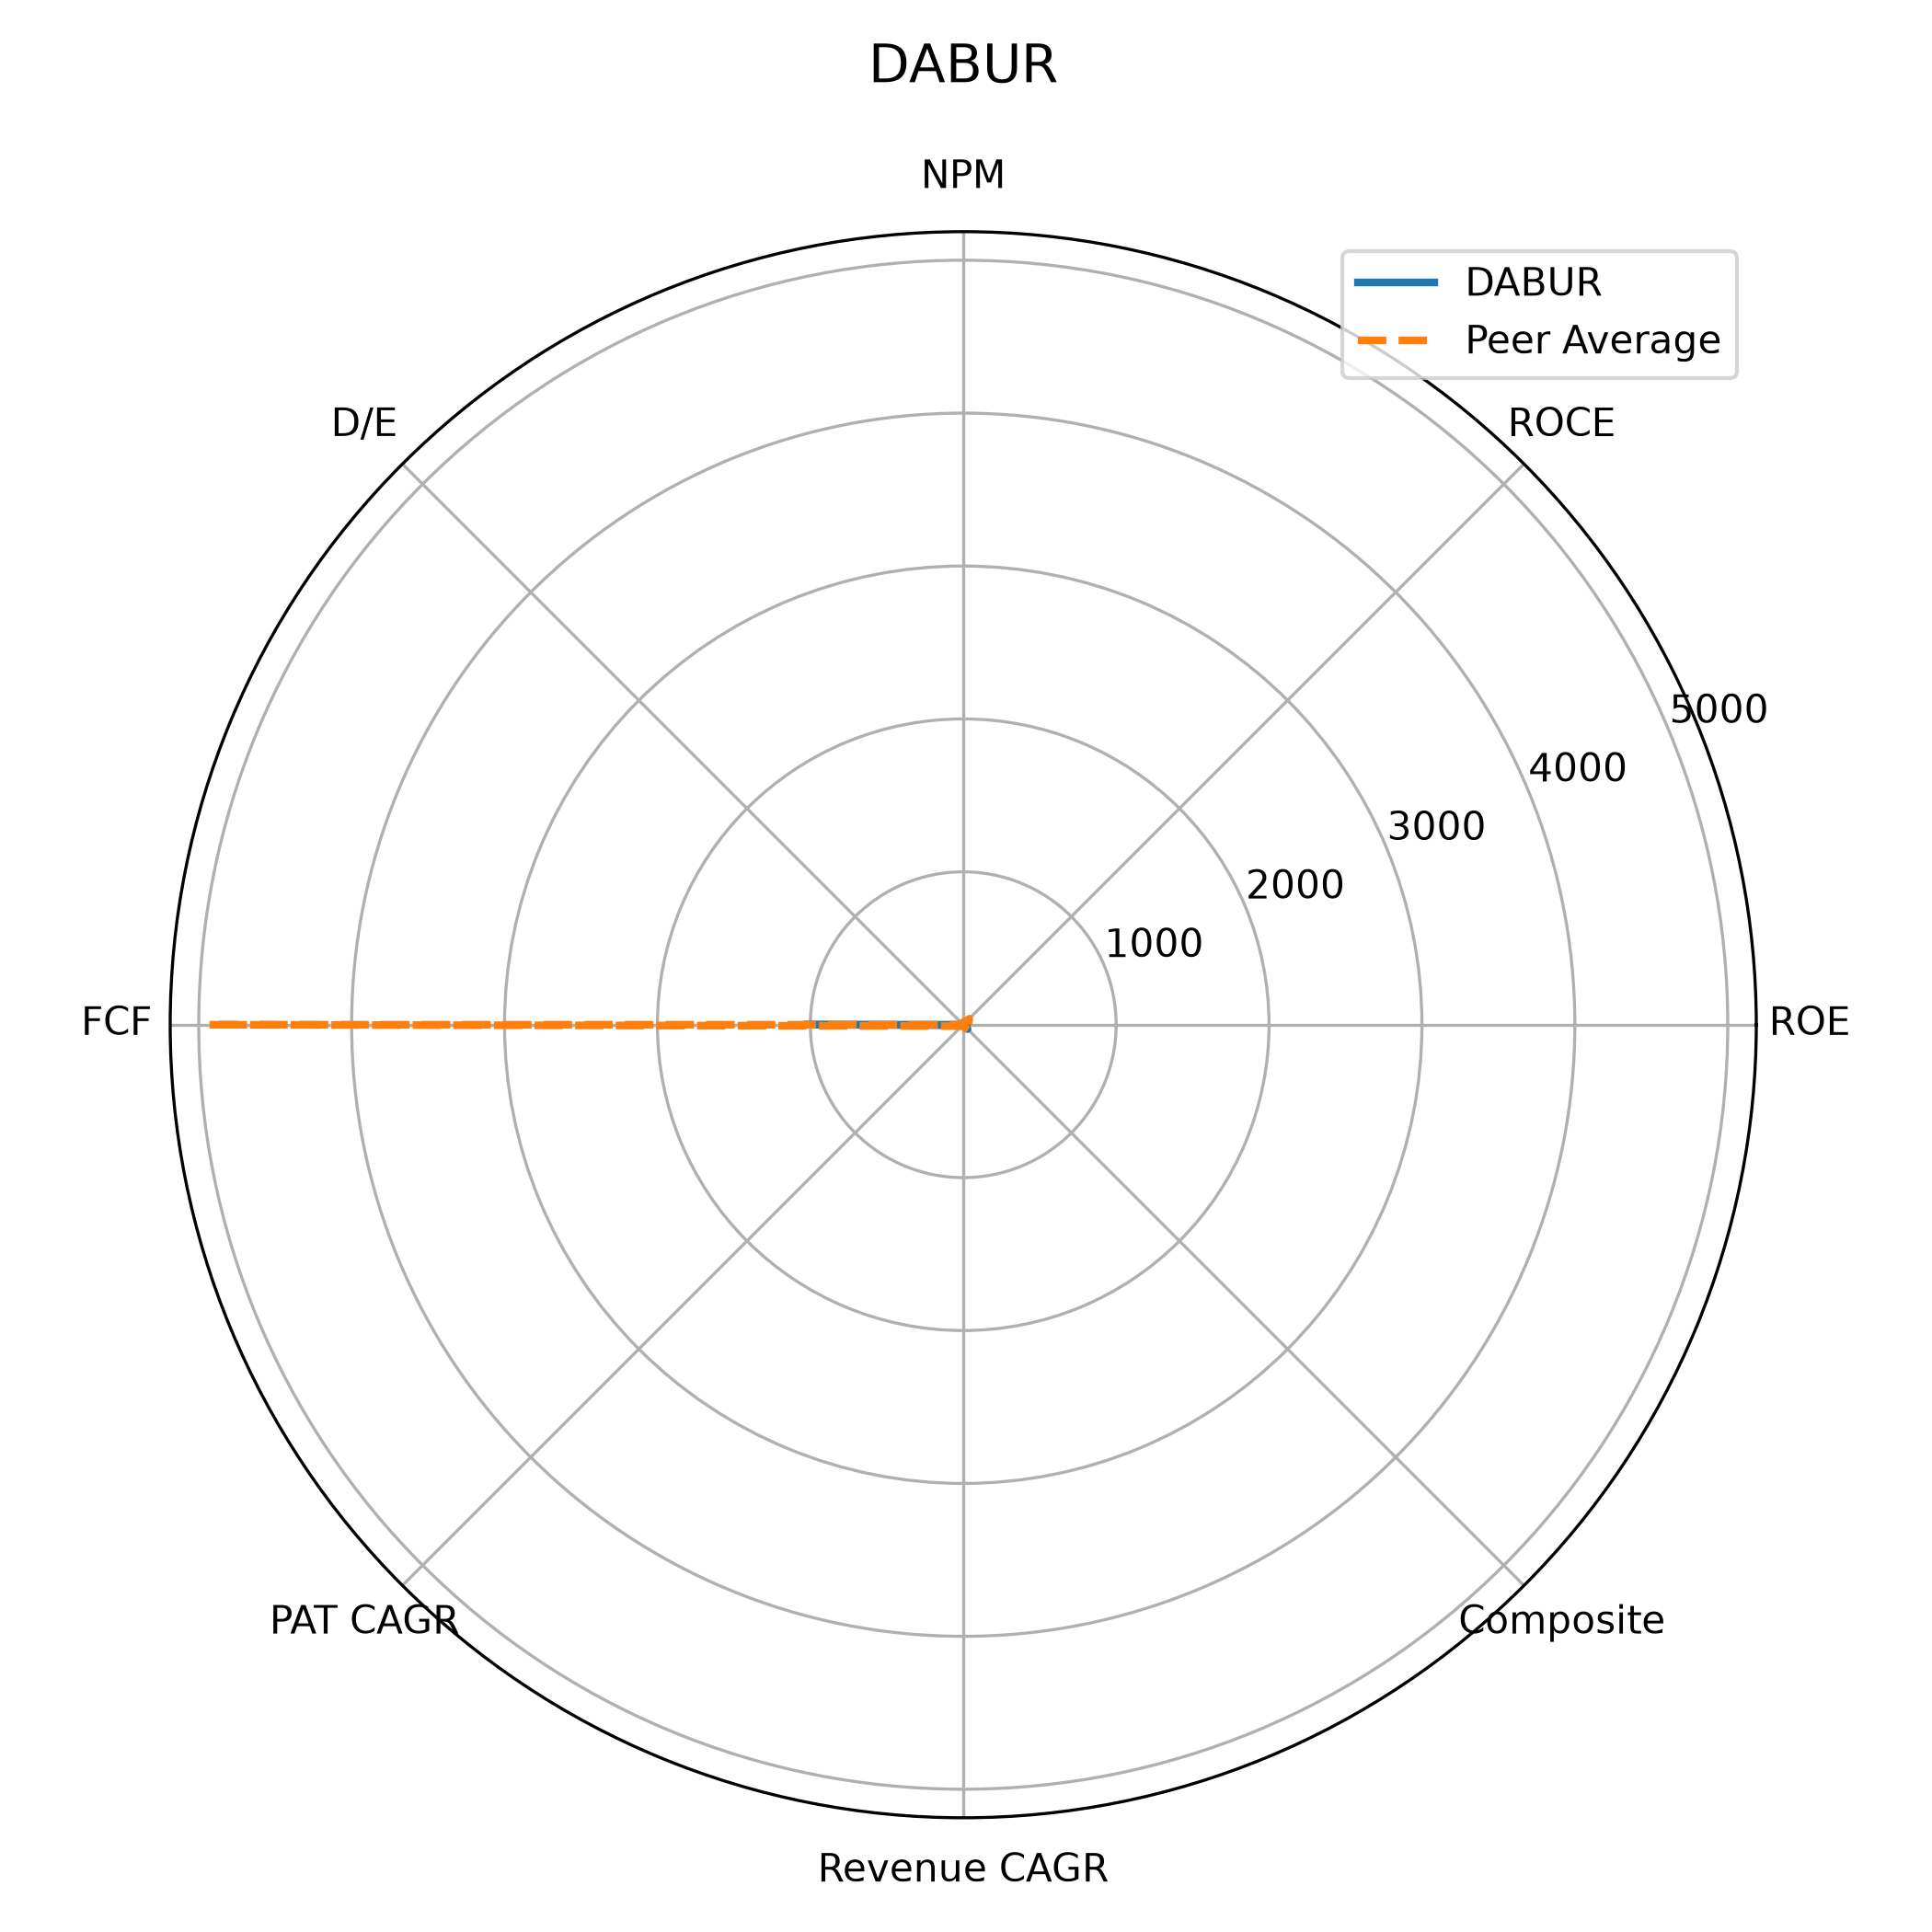 DABUR
NPM
DABUR
Peer Average
D/E
ROCE
5000
4000
3000
2000
1000
FCF
ROE
PAT CAGR
Composite
Revenue CAGR